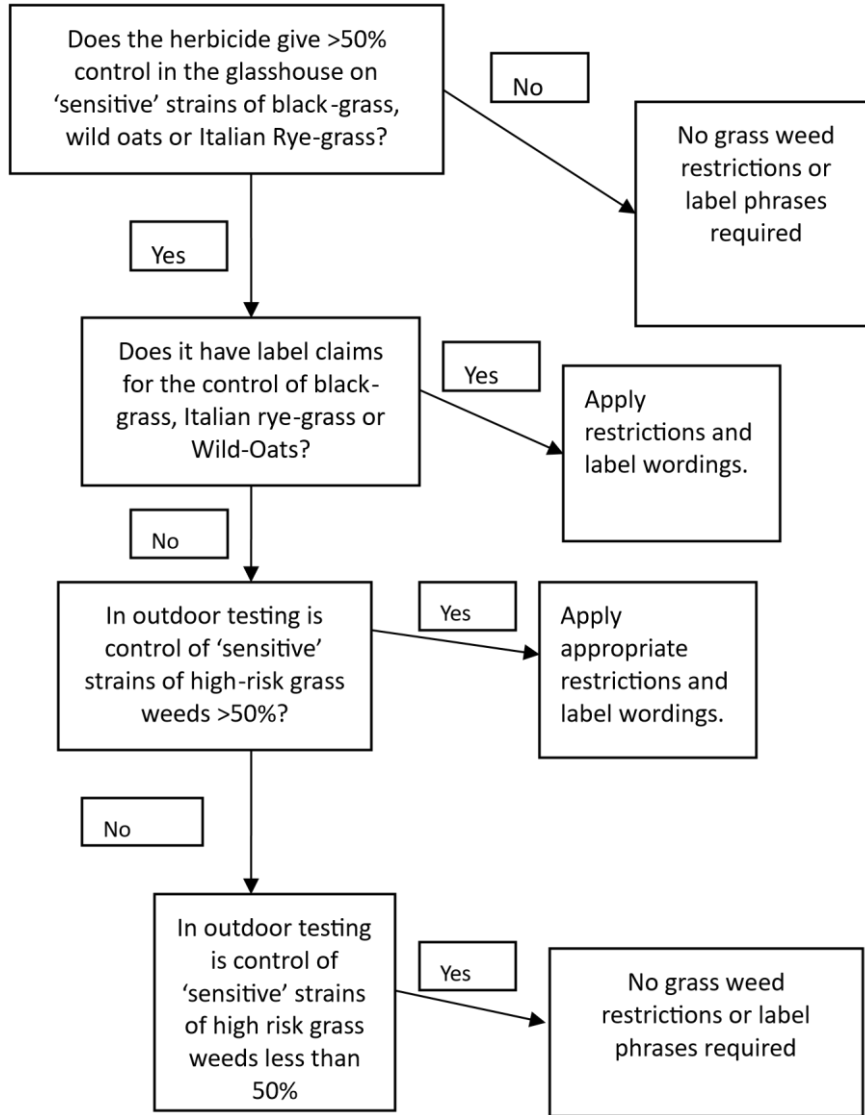 Does the herbicide give >50%
control in the glasshouse on
‘sensitive’ strains of black-grass,
wild oats or Italian Rye-grass?
No
No grass weed
restrictions or
label phrases
required
Yes
Does it have label claims
for the control of black-
grass, Italian rye-grass or
Wild-Oats?
Yes
Apply
restrictions and
label wordings.
No
In outdoor testing is
control of ‘sensitive’
strains of high-risk grass
weeds >50%?
Yes
Apply
appropriate
restrictions and
label wordings.
No
In outdoor testing
is control of
‘sensitive’ strains
of high risk grass
weeds less than
50%
Yes
No grass weed
restrictions or label
phrases required